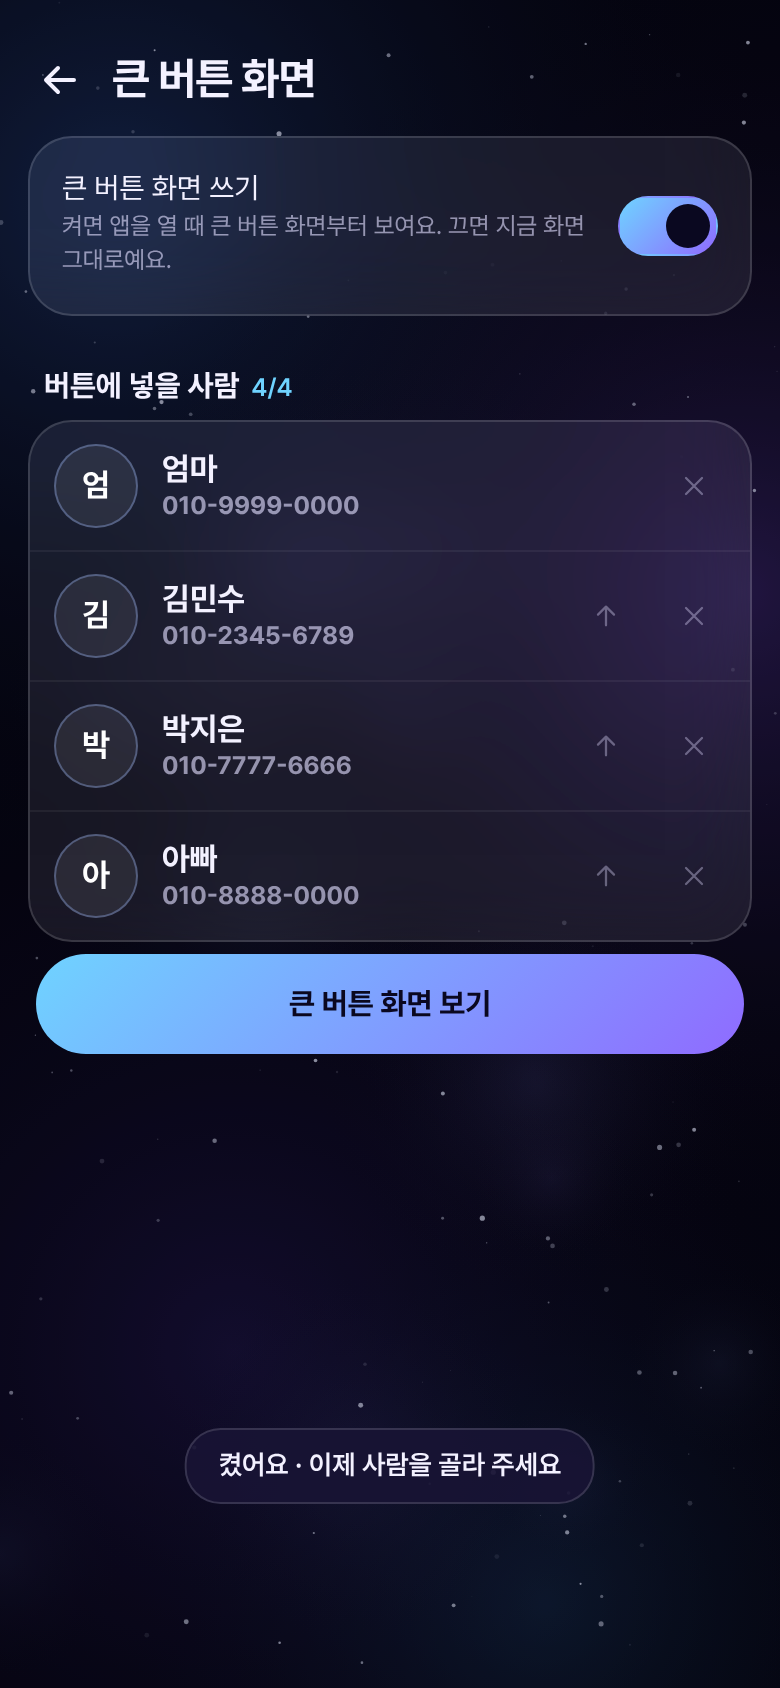 큰 버튼 화면
큰 버튼 화면 쓰기
켜면 앱을 열 때 큰 버튼 화면부터 보여요. 끄면 지금 화면
그대로예요.
버튼에 넣을 사람 4/4
엄
엄마
010-9999-0000
김
김민수
010-2345-6789
박
박지은
010-7777-6666
아
아빠
010-8888-0000
큰 버튼 화면 보기
켰어요 · 이제 사람을 골라 주세요